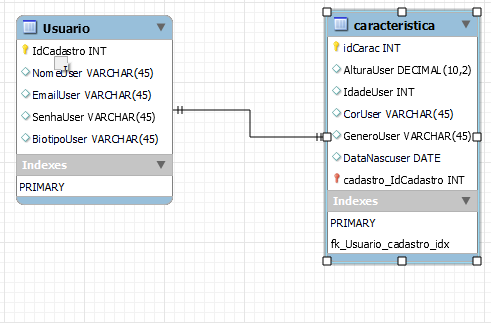 Usuario
IdCadastro INT
NomeUser VARCHAR(45)
EmailUser VARCHAR(45)
SenhaUser VARCHAR(45)
BiotipoUser VARCHAR(45)
Indexes
PRIMARY
caracteristica
idCarac INT
AlturaUser DECIMAL(10,2)
IdadeUser INT
CorUser VARCHAR(45)
GeneroUser VARCHAR(45)
DataNascuser DATE
cadastro_IdCadastro INT
Indexes
PRIMARY
fk_Usuario_cadastro_idx